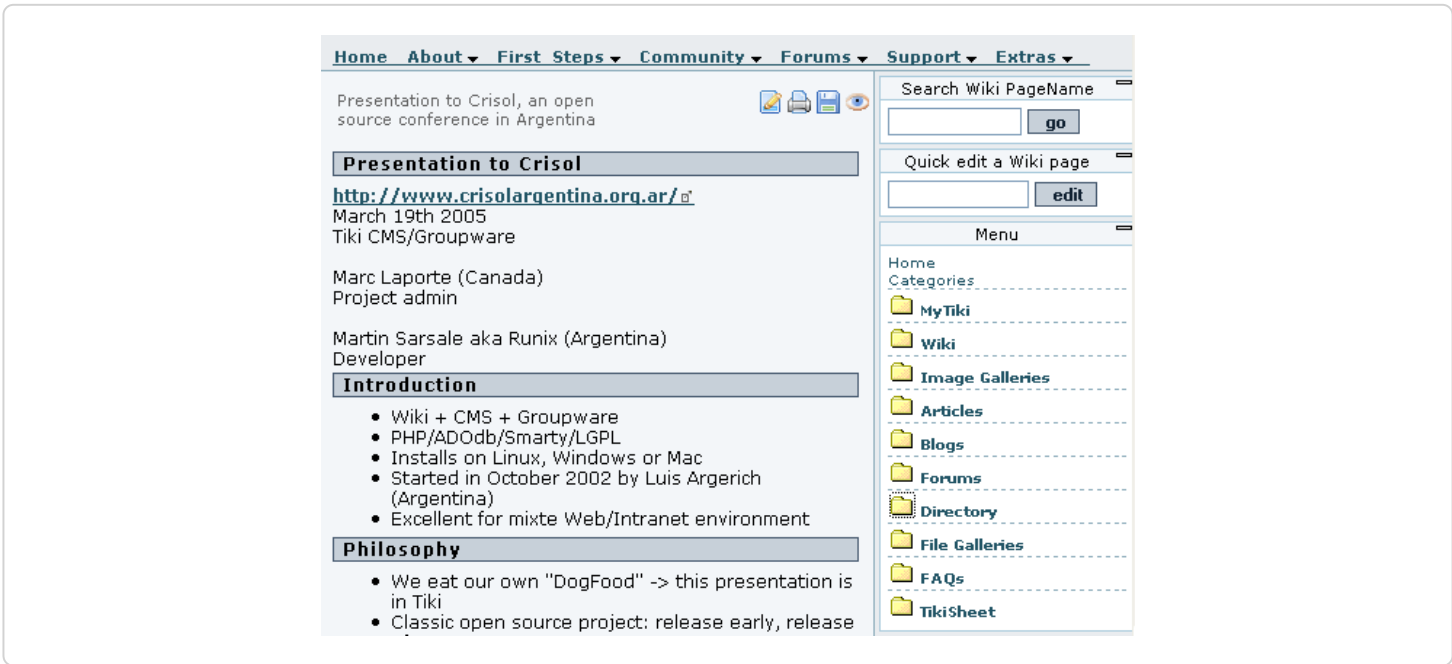 Home About First Steps Community Forums Support Extras
Presentation to Crisol, an open
source conference in Argentina
Presentation to Crisol
http://www.crisolargentina.org.ar/
March 19th 2005
Tiki CMS/Groupware
Marc Laporte (Canada)
Project admin
Martin Sarsale aka Runix (Argentina)
Developer
Introduction
Wiki + CMS + Groupware
PHP/ADOdb/Smarty/LGPL
Installs on Linux, Windows or Mac
Started in October 2002 by Luis Argerich
(Argentina)
Excellent for mixte Web/Intranet environment
Philosophy
We eat our own "DogFood" -> this presentation is
in Tiki
Classic open source project: release early, release
Search Wiki PageName
go
Quick edit a Wiki page
edit
Menu
Home
Categories
MyTiki
Wiki
Image Galleries
Articles
Blogs
Forums
Directory
File Galleries
FAQs
TikiSheet